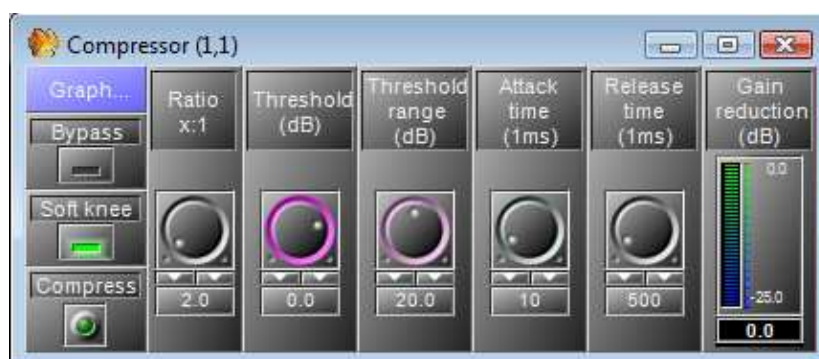 Compressor (1,1)
Graph...
Bypass
Soft knee
Compress
Ratio
x:1
2.0
Threshold
(dB)
0.0
Threshold
range
(dB)
20.0
Attack
time
(1ms)
10
Release
time
(1ms)
500
Gain
reduction
(dB)
0.0
-25.0
0.0